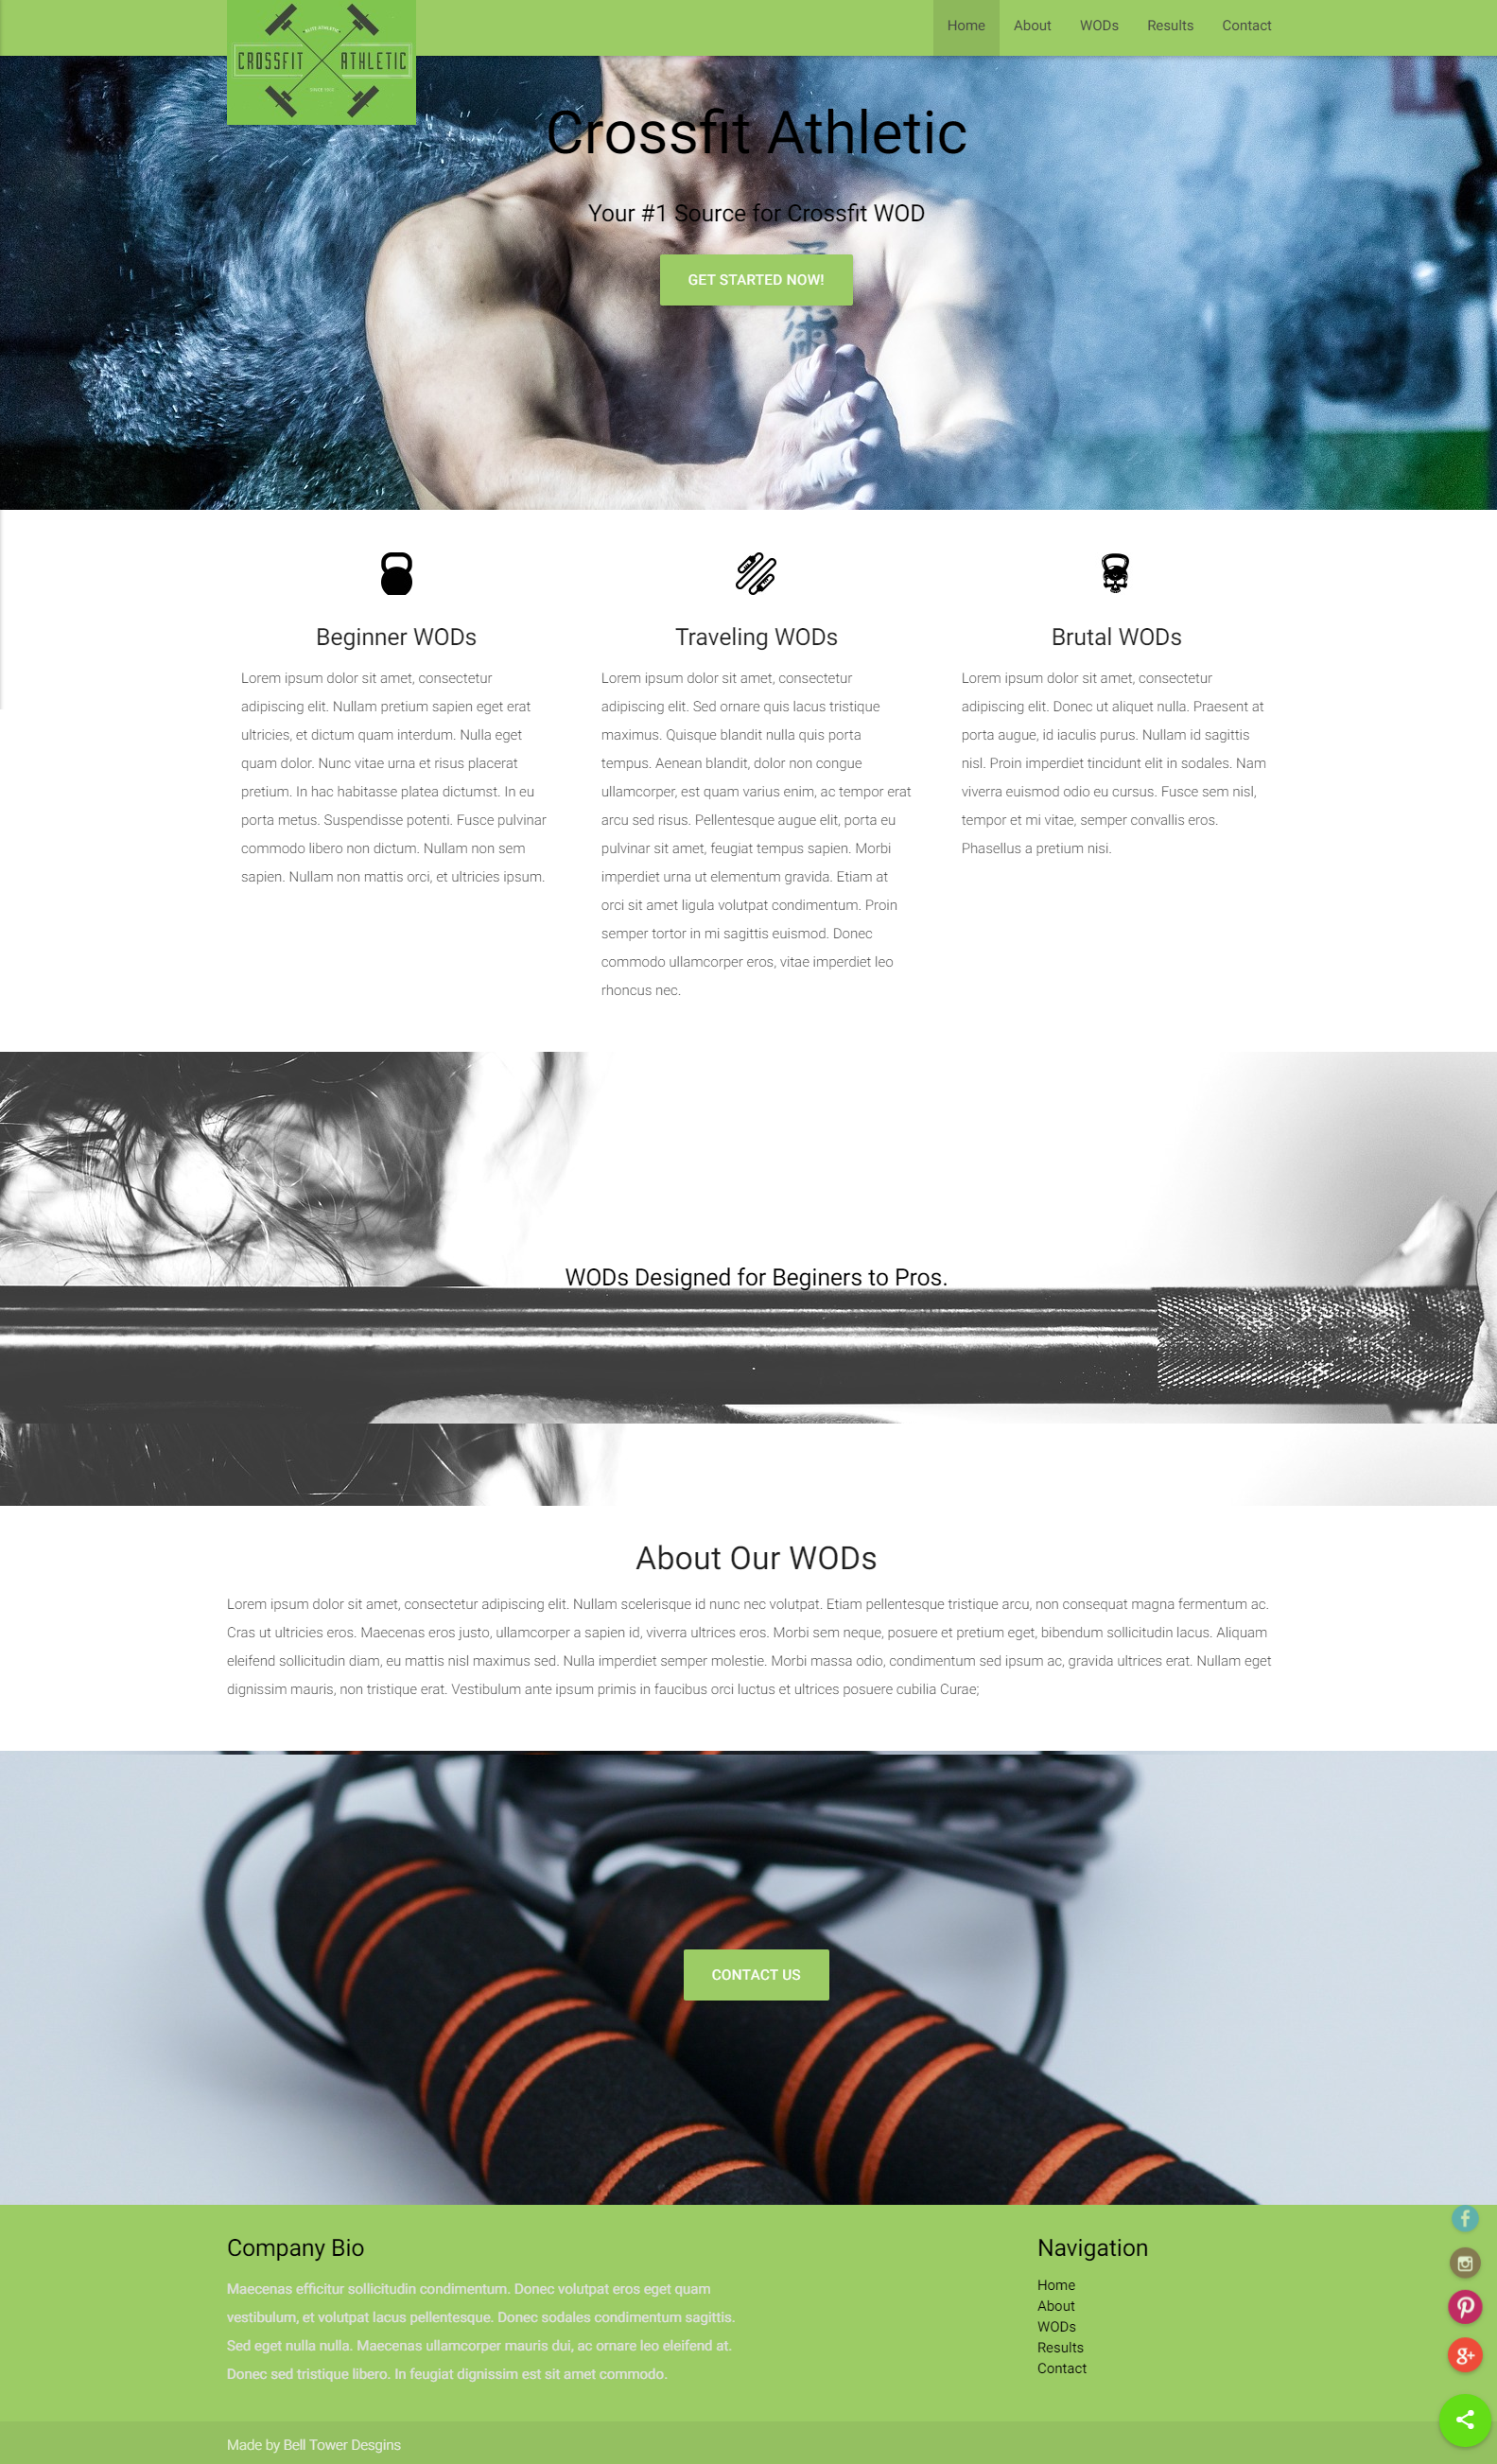 CROSSFIT ATHLETIC
Home About WODs Results Contact
Crossfit Athletic
Your #1 Source for Crossfit WOD
GET STARTED NOW!
Beginner WODs
Lorem ipsum dolor sit amet, consectetur
adipiscing elit. Nullam pretium sapien eget erat
ultricies, et dictum quam interdum. Nulla eget
quam dolor. Nunc vitae urna et risus placerat
pretium. In hac habitasse platea dictumst. In eu
porta metus. Suspendisse potenti. Fusce pulvinar
commodo libero non dictum. Nullam non sem
sapien. Nullam non mattis orci, et ultricies ipsum.
Traveling WODs
Lorem ipsum dolor sit amet, consectetur
adipiscing elit. Sed ornare quis lacus tristique
maximus. Quisque blandit nulla quis porta
tempus. Aenean blandit, dolor non congue
ullamcorper, est quam varius enim, ac tempor erat
arcu sed risus. Pellentesque augue elit, porta eu
pulvinar sit amet, feugiat tempus sapien. Morbi
imperdiet urna ut elementum gravida. Etiam at
orci sit amet ligula volutpat condimentum. Proin
semper tortor in mi sagittis euismod. Donec
commodo ullamcorper eros, vitae imperdiet leo
rhoncus nec.
Brutal WODs
Lorem ipsum dolor sit amet, consectetur
adipiscing elit. Donec ut aliquet nulla. Praesent at
porta augue, id iaculis purus. Nullam id sagittis
nisl. Proin imperdiet tincidunt elit in sodales. Nam
viverra euismod odio eu cursus. Fusce sem nisl,
tempor et mi vitae, semper convallis eros.
Phasellus a pretium nisi.
WODs Designed for Beginers to Pros.
About Our WODs
Lorem ipsum dolor sit amet, consectetur adipiscing elit. Nullam scelerisque id nunc nec volutpat. Etiam pellentesque tristique arcu, non consequat magna fermentum ac.
Cras ut ultricies eros. Maecenas eros justo, ullamcorper a sapien id, viverra ultrices eros. Morbi sem neque, posuere et pretium eget, bibendum sollicitudin lacus. Aliquam
eleifend sollicitudin diam, eu mattis nisl maximus sed. Nulla imperdiet semper molestie. Morbi massa odio, condimentum sed ipsum ac, gravida ultrices erat. Nullam eget
dignissim mauris, non tristique erat. Vestibulum ante ipsum primis in faucibus orci luctus et ultrices posuere cubilia Curae;
CONTACT US
Company Bio
Maecenas efficitur sollicitudin condimentum. Donec volutpat eros eget quam
vestibulum, et volutpat lacus pellentesque. Donec sodales condimentum sagittis.
Sed eget nulla nulla. Maecenas ullamcorper mauris dui, ac ornare leo eleifend at.
Donec sed tristique libero. In feugiat dignissim est sit amet commodo.
Navigation
Home
About
WODs
Results
Contact
Made by Bell Tower Desgins